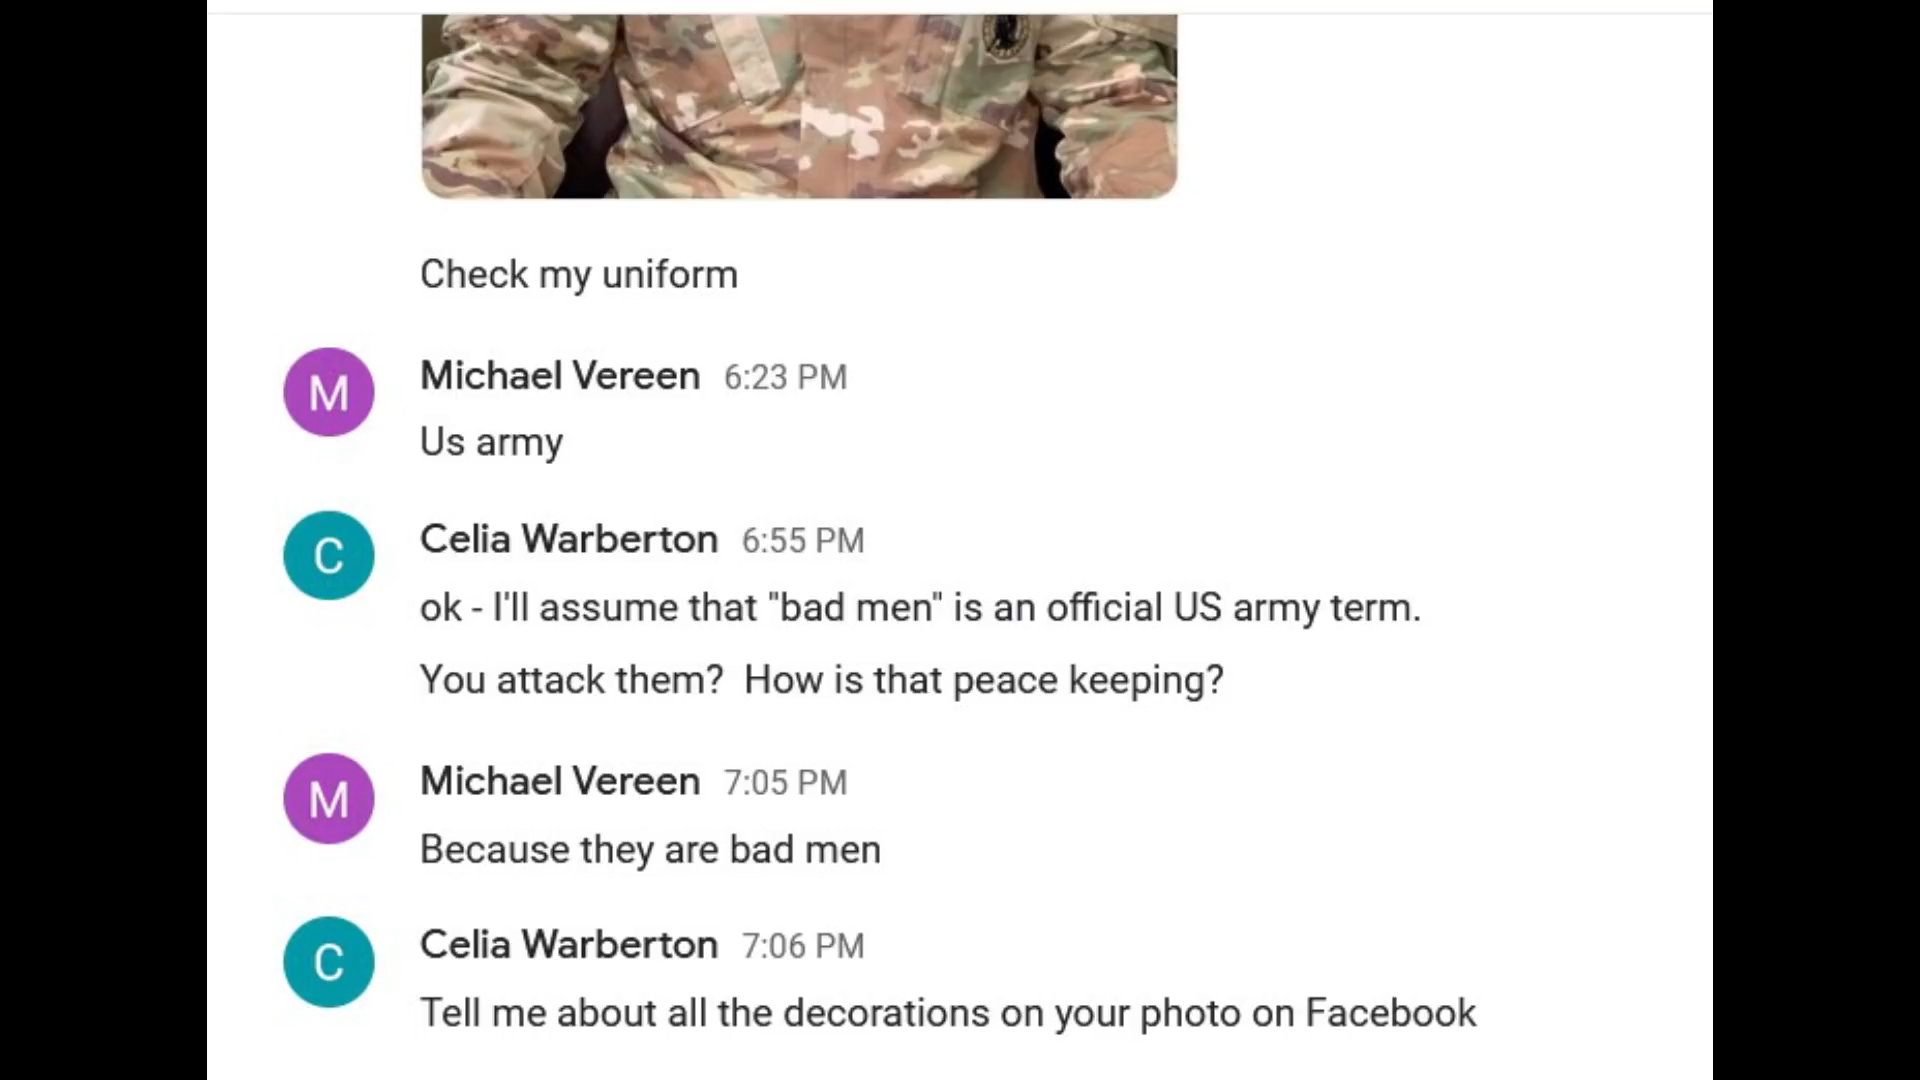 Check my uniform
M
Michael Vereen 6:23 PM
Us army
C
Celia Warberton 6:55 PM
ok - I'll assume that "bad men" is an official US army term.
You attack them?  How is that peace keeping?
M
Michael Vereen 7:05 PM
Because they are bad men
C
Celia Warberton 7:06 PM
Tell me about all the decorations on your photo on Facebook